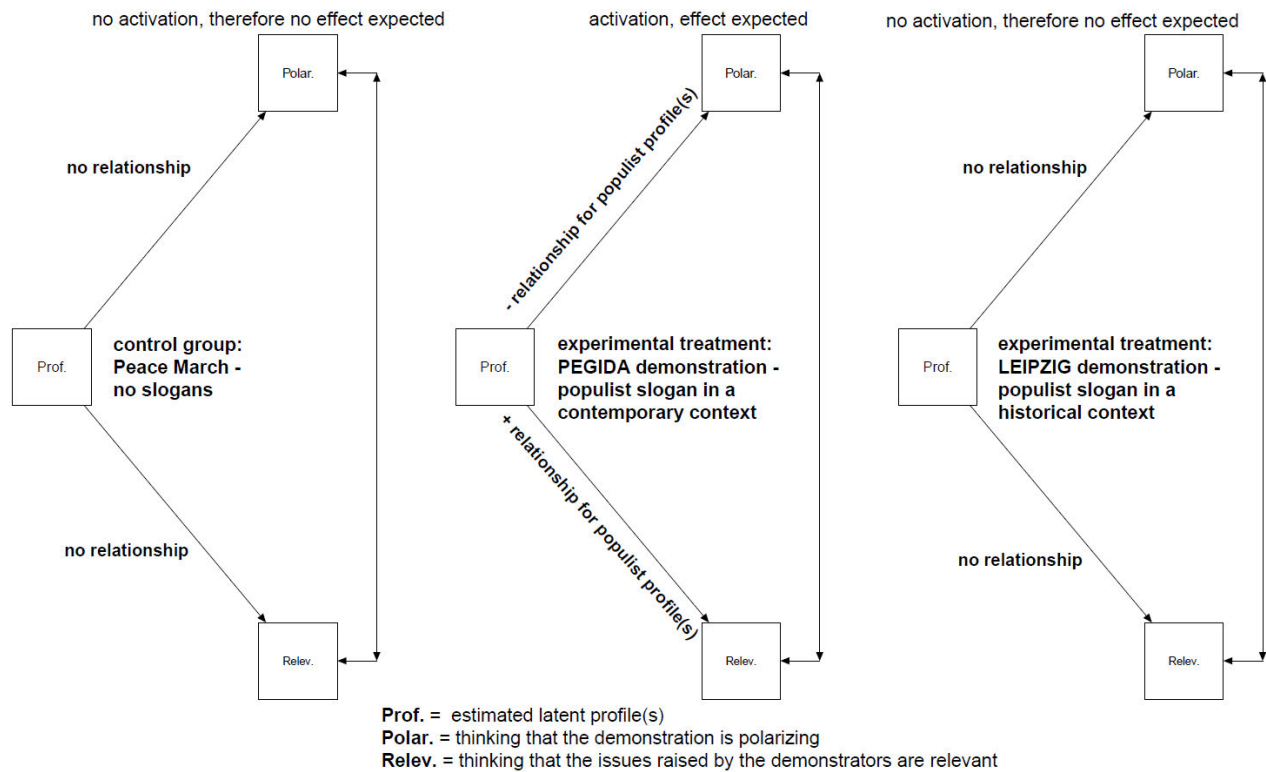 no activation, therefore no effect expected
Polar.
no relationship
Prof.
control group:
Peace March -
no slogans
no relationship
Relev.
activation, effect expected
Polar.
- relationship for populist profile(s)
Prof.
experimental treatment:
PEGIDA demonstration -
populist slogan in a
contemporary context
+ relationship for populist profile(s)
Relev.
no activation, therefore no effect expected
Polar.
no relationship
Prof.
experimental treatment:
LEIPZIG demonstration -
populist slogan in a
historical context
no relationship
Relev.
Prof. = estimated latent profile(s)
Polar. = thinking that the demonstration is polarizing
Relev. = thinking that the issues raised by the demonstrators are relevant